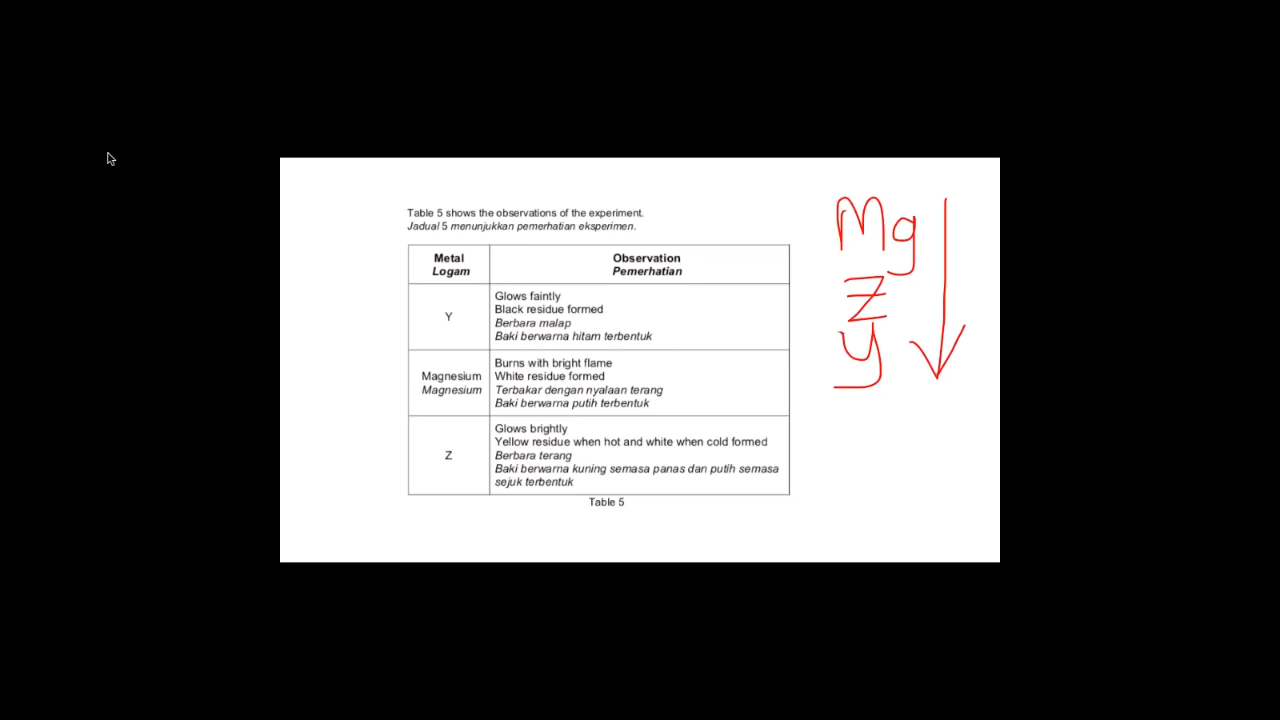 Table 5 shows the observations of the experiment.
Jadual 5 menunjukkan pemerhatian eksperimen.
Metal
Logam
Observation
Pemerhatian
Y
Glows faintly
Black residue formed
Berbara malap
Baki berwarna hitam terbentuk
Magnesium
Magnesium
Burns with bright flame
White residue formed
Terbakar dengan nyalaan terang
Baki berwarna putih terbentuk
Z
Glows brightly
Yellow residue when hot and white when cold formed
Berbara terang
Baki berwarna kuning semasa panas dan putih semasa
sejuk terbentuk
Table 5
Mg
Z
Y